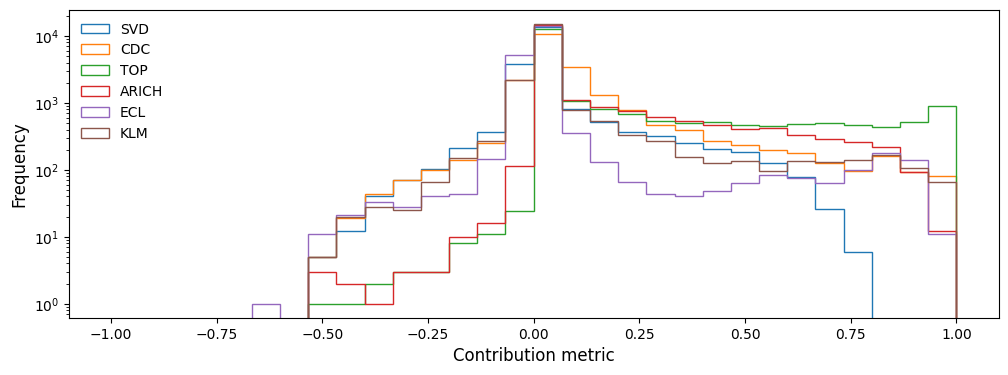 SVD
CDC
TOP
ARICH
ECL
KLM
10⁴
10³
10²
10¹
10⁰
Frequency
−1.00 −0.75 −0.50 −0.25 0.00 0.25 0.50 0.75 1.00
Contribution metric